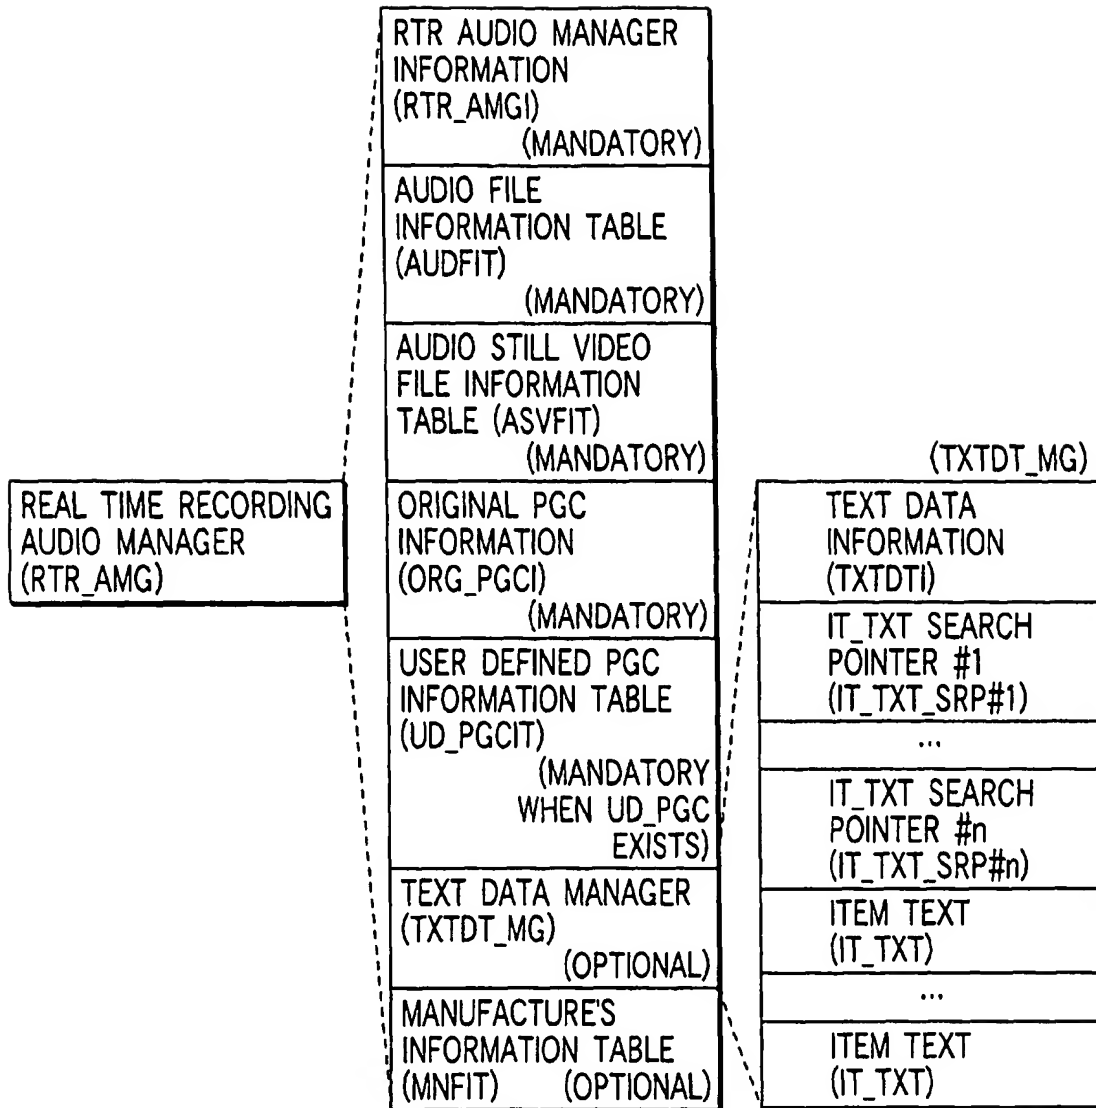 REAL TIME RECORDING
AUDIO MANAGER
(RTR_AMG)
RTR AUDIO MANAGER
INFORMATION
(RTR_AMGI)
(MANDATORY)
AUDIO FILE
INFORMATION TABLE
(AUDFIT)
(MANDATORY)
AUDIO STILL VIDEO
FILE INFORMATION
TABLE (ASVFIT)
(MANDATORY)
ORIGINAL PGC
INFORMATION
(ORG_PGCI)
(MANDATORY)
USER DEFINED PGC
INFORMATION TABLE
(UD_PGCIT)
(MANDATORY
WHEN UD_PGC
EXISTS)
TEXT DATA MANAGER
(TXTDT_MG)
(OPTIONAL)
MANUFACTURE'S
INFORMATION TABLE
(MNFIT) (OPTIONAL)
(TXTDT_MG)
TEXT DATA
INFORMATION
(TXTDTI)
IT_TXT SEARCH
POINTER #1
(IT_TXT_SRP#1)
...
IT_TXT SEARCH
POINTER #n
(IT_TXT_SRP#n)
ITEM TEXT
(IT_TXT)
...
ITEM TEXT
(IT_TXT)